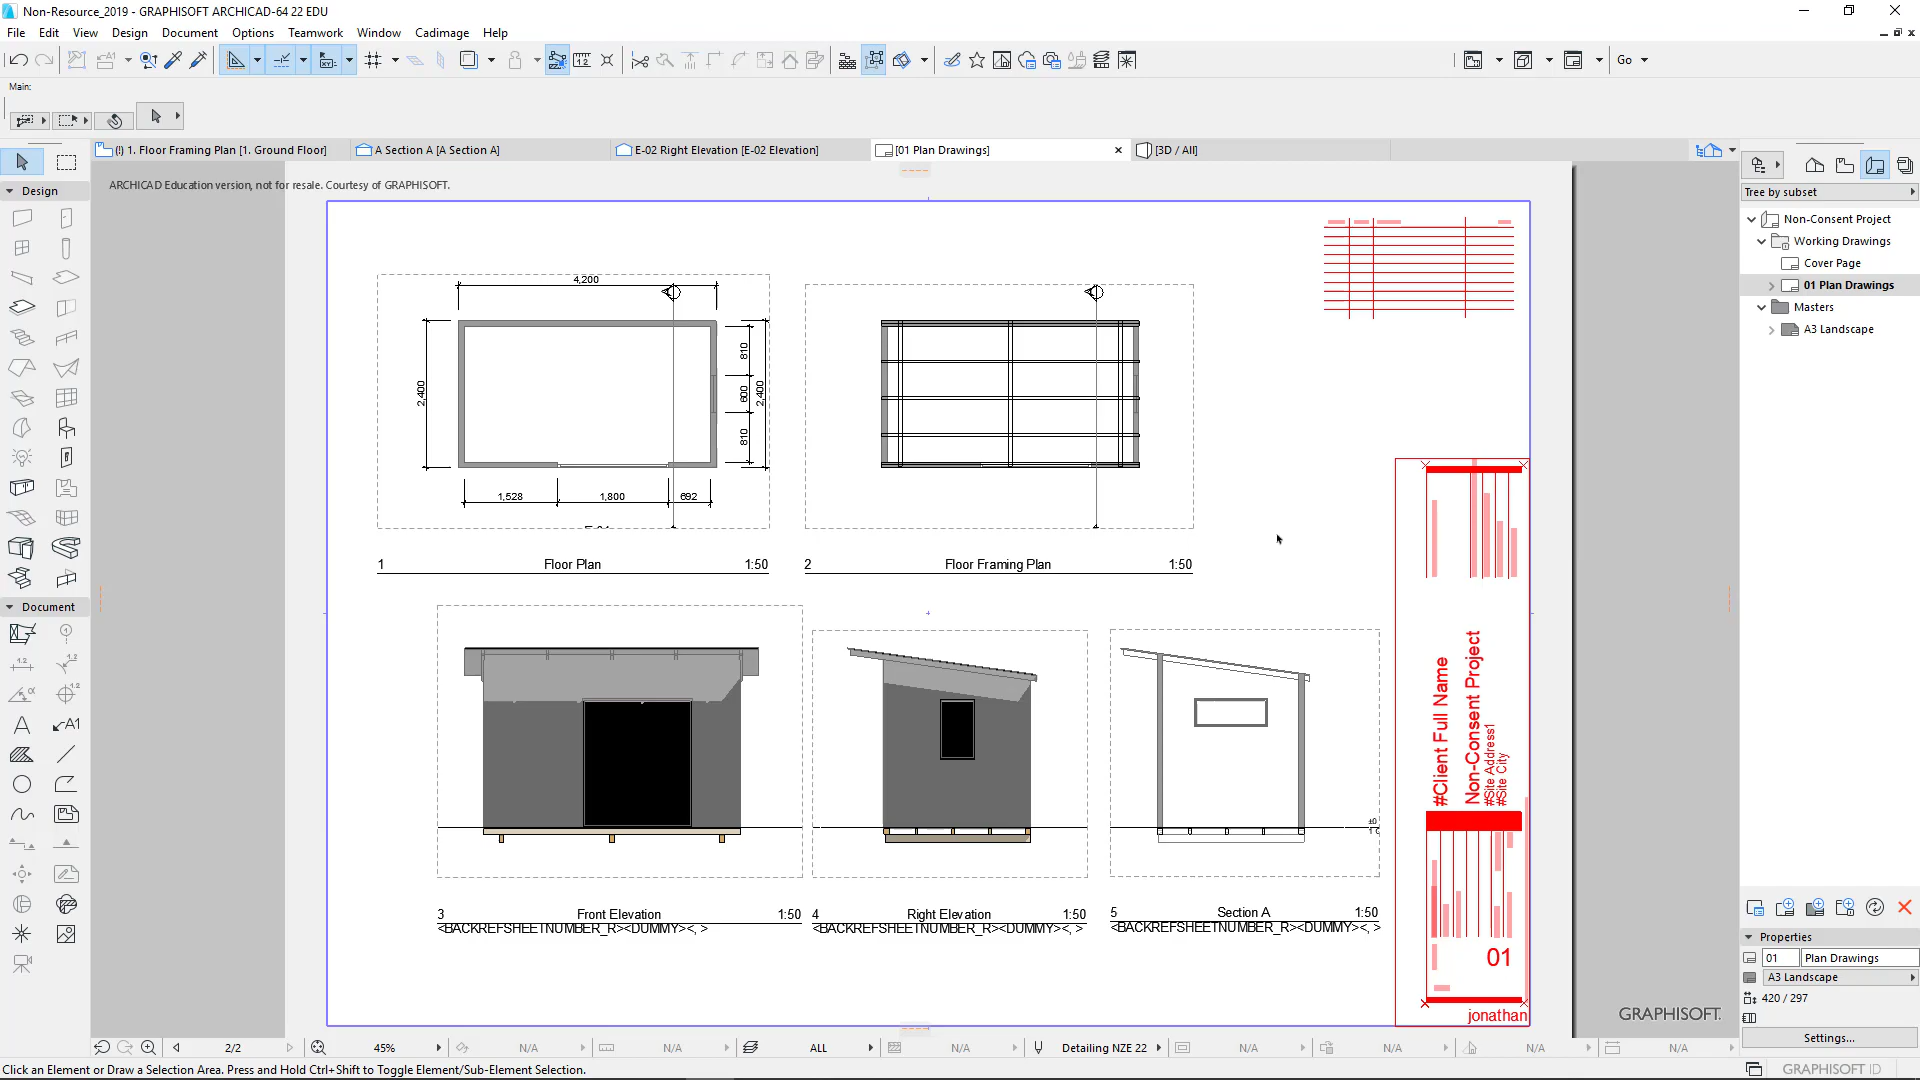 Non-Resource_2019 - GRAPHISOFT ARCHICAD-64 22 EDU
File Edit View Design Document Options Teamwork Window Cadimage Help
Go
Main:
(!) 1. Floor Framing Plan [1. Ground Floor]
A Section A [A Section A]
E-02 Right Elevation [E-02 Elevation]
[01 Plan Drawings]
[3D / All]
Design
ARCHICAD Education version, not for resale. Courtesy of GRAPHISOFT.
Tree by subset
Non-Consent Project
Working Drawings
Cover Page
01 Plan Drawings
Masters
A3 Landscape
4,200
810
2,400
600
2,400
810
1,528
1,800
692
1 Floor Plan 1:50
2 Floor Framing Plan 1:50
Document
±0
3 Front Elevation 1:50
<BACKREFSHEETNUMBER_R><DUMMY><, >
4 Right Elevation 1:50
<BACKREFSHEETNUMBER_R><DUMMY><, >
5 Section A 1:50
<BACKREFSHEETNUMBER_R><DUMMY><, >
#Client Full Name
Non-Consent Project
#Site Address1
#Site City
01
jonathan
Properties
01 Plan Drawings
A3 Landscape
420 / 297
Settings...
GRAPHISOFT.
2/2
45%
N/A
N/A
ALL
N/A
Detailing NZE 22
N/A
N/A
N/A
N/A
Click an Element or Draw a Selection Area. Press and Hold Ctrl+Shift to Toggle Element/Sub-Element Selection.
GRAPHISOFT ID